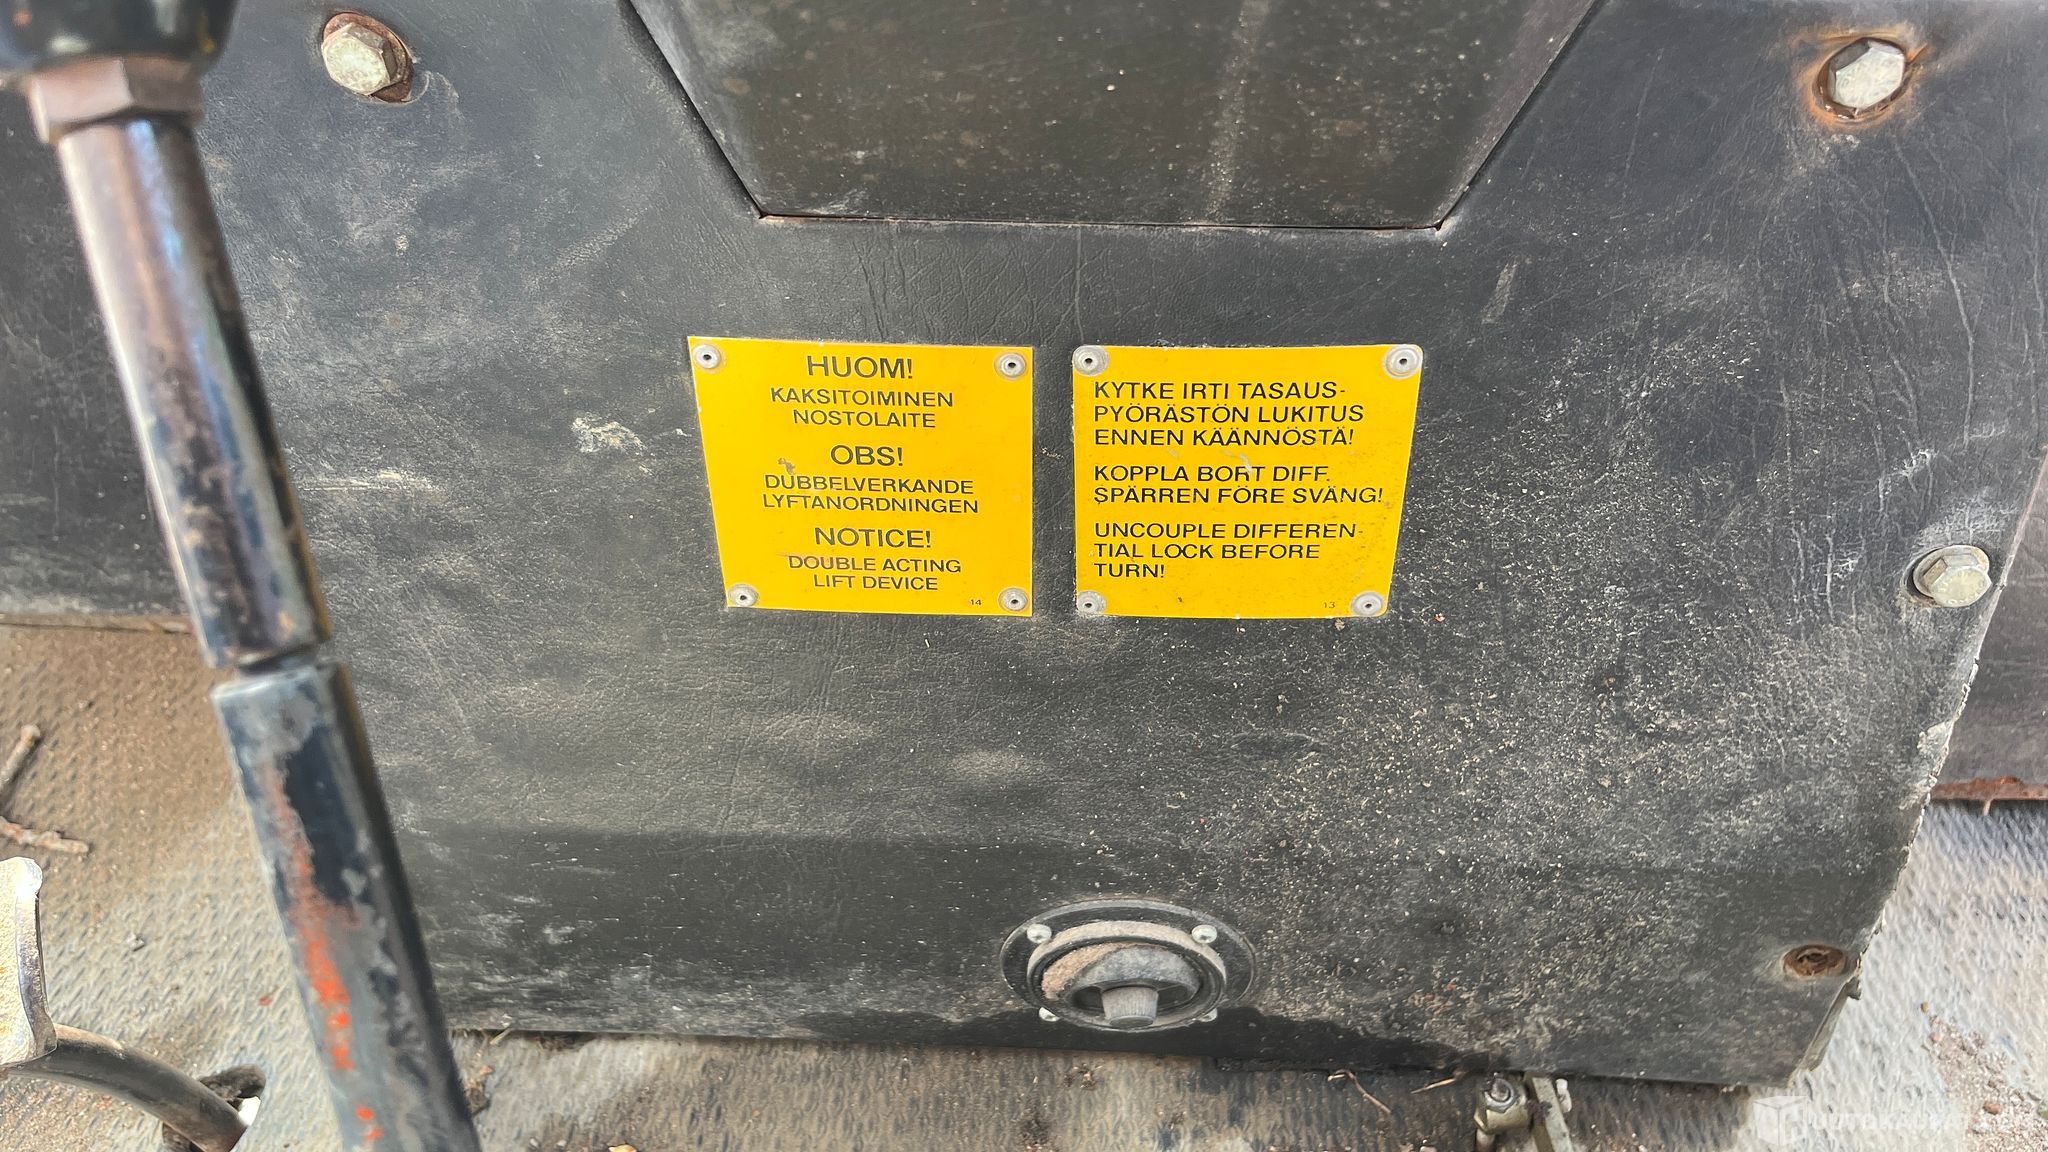 HUOM!
KAKSITOIMINEN
NOSTOLAITE
OBS!
DUBBELVERKANDE
LYFTANORDNINGEN
NOTICE!
DOUBLE ACTING
LIFT DEVICE
14
KYTKE IRTI TASAUS-
PYÖRÄSTÖN LUKITUS
ENNEN KÄÄNNÖSTÄ!
KOPPLA BORT DIFF.
SPÄRREN FÖRE SVÄNG!
UNCOUPLE DIFFEREN-
TIAL LOCK BEFORE
TURN!
13